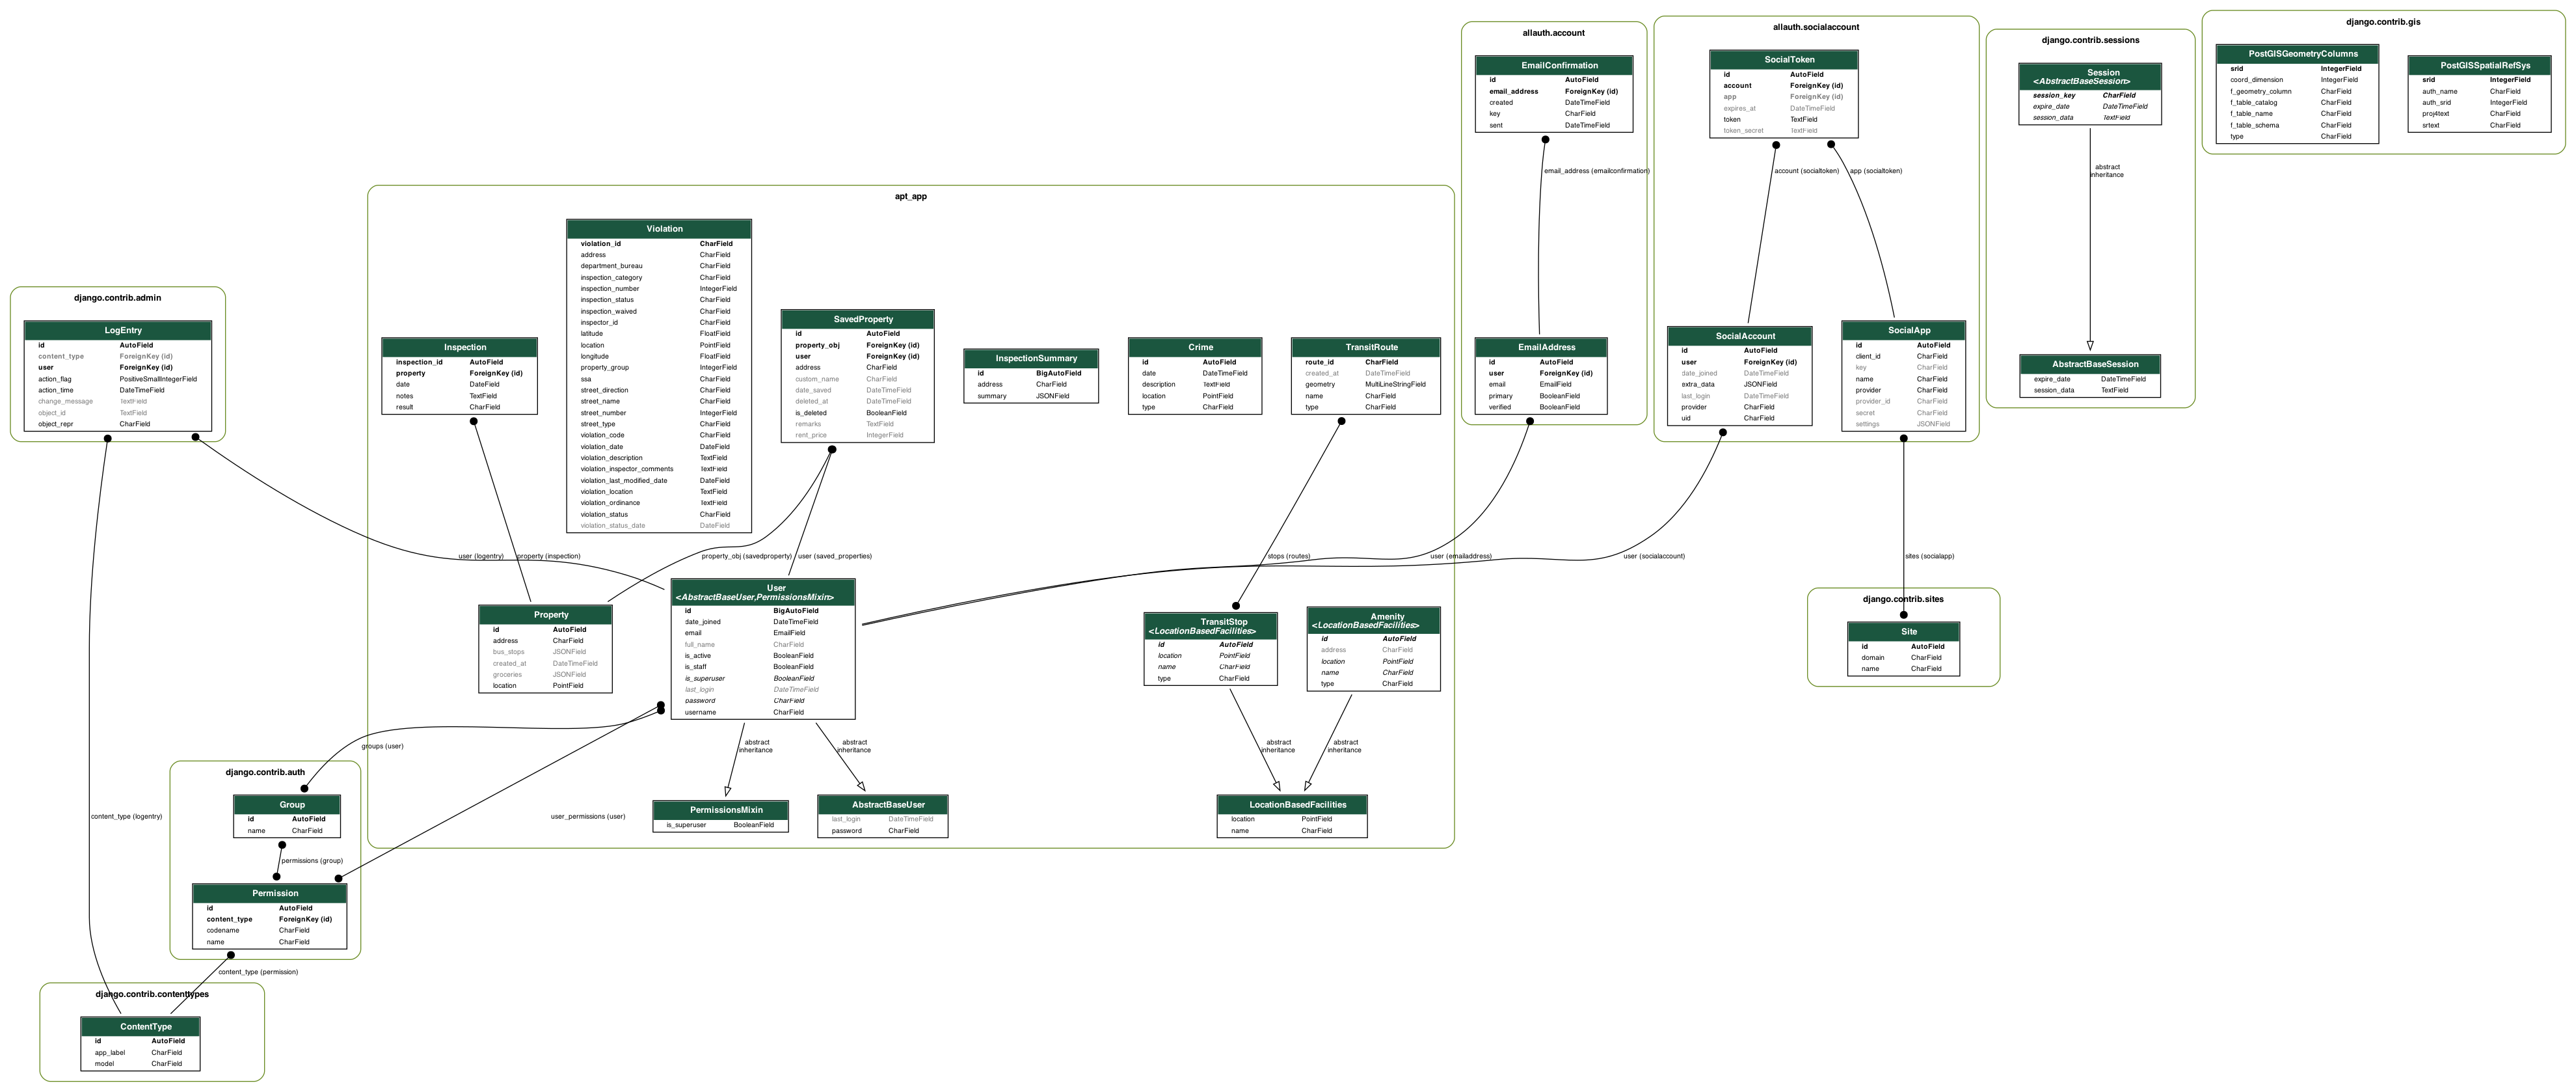 django.contrib.admin
LogEntry
id AutoField
content_type ForeignKey (id)
user ForeignKey (id)
action_flag PositiveSmallIntegerField
action_time DateTimeField
change_message TextField
object_id TextField
object_repr CharField
apt_app
Inspection
inspection_id AutoField
property ForeignKey (id)
date DateField
notes TextField
result CharField
Violation
violation_id CharField
address CharField
department_bureau CharField
inspection_category CharField
inspection_number IntegerField
inspection_status CharField
inspection_waived CharField
inspector_id CharField
latitude FloatField
location PointField
longitude FloatField
property_group IntegerField
ssa CharField
street_direction CharField
street_name CharField
street_number IntegerField
street_type CharField
violation_code CharField
violation_date DateField
violation_description TextField
violation_inspector_comments TextField
violation_last_modified_date DateField
violation_location TextField
violation_ordinance TextField
violation_status CharField
violation_status_date DateField
SavedProperty
id AutoField
property_obj ForeignKey (id)
user ForeignKey (id)
address CharField
custom_name CharField
date_saved DateTimeField
deleted_at DateTimeField
is_deleted BooleanField
remarks TextField
rent_price IntegerField
InspectionSummary
id BigAutoField
address CharField
summary JSONField
Crime
id AutoField
date DateTimeField
description TextField
location PointField
type CharField
TransitRoute
route_id CharField
created_at DateTimeField
geometry MultiLineStringField
name CharField
type CharField
user (logentry)
property (inspection)
property_obj (savedproperty)
user (saved_properties)
stops (routes)
user (emailaddress)
user (socialaccount)
sites (socialapp)
Property
id AutoField
address CharField
bus_stops JSONField
created_at DateTimeField
groceries JSONField
location PointField
User
<AbstractBaseUser,PermissionsMixin>
id BigAutoField
date_joined DateTimeField
email EmailField
full_name CharField
is_active BooleanField
is_staff BooleanField
is_superuser BooleanField
last_login DateTimeField
password CharField
username CharField
TransitStop
<LocationBasedFacilities>
id AutoField
location PointField
name CharField
type CharField
Amenity
<LocationBasedFacilities>
id AutoField
address CharField
location PointField
name CharField
type CharField
abstract
inheritance
abstract
inheritance
abstract
inheritance
abstract
inheritance
PermissionsMixin
is_superuser BooleanField
AbstractBaseUser
last_login DateTimeField
password CharField
LocationBasedFacilities
location PointField
name CharField
groups (user)
user_permissions (user)
content_type (logentry)
django.contrib.auth
Group
id AutoField
name CharField
permissions (group)
Permission
id AutoField
content_type ForeignKey (id)
codename CharField
name CharField
content_type (permission)
django.contrib.contenttypes
ContentType
id AutoField
app_label CharField
model CharField
allauth.account
EmailConfirmation
id AutoField
email_address ForeignKey (id)
created DateTimeField
key CharField
sent DateTimeField
email_address (emailconfirmation)
EmailAddress
id AutoField
user ForeignKey (id)
email EmailField
primary BooleanField
verified BooleanField
allauth.socialaccount
SocialToken
id AutoField
account ForeignKey (id)
app ForeignKey (id)
expires_at DateTimeField
token TextField
token_secret TextField
account (socialtoken)
app (socialtoken)
SocialAccount
id AutoField
user ForeignKey (id)
date_joined DateTimeField
extra_data JSONField
last_login DateTimeField
provider CharField
uid CharField
SocialApp
id AutoField
client_id CharField
key CharField
name CharField
provider CharField
provider_id CharField
secret CharField
settings JSONField
django.contrib.sites
Site
id AutoField
domain CharField
name CharField
django.contrib.sessions
Session
<AbstractBaseSession>
session_key CharField
expire_date DateTimeField
session_data TextField
abstract
inheritance
AbstractBaseSession
expire_date DateTimeField
session_data TextField
django.contrib.gis
PostGISGeometryColumns
srid IntegerField
coord_dimension IntegerField
f_geometry_column CharField
f_table_catalog CharField
f_table_name CharField
f_table_schema CharField
type CharField
PostGISSpatialRefSys
srid IntegerField
auth_name CharField
auth_srid IntegerField
proj4text CharField
srtext CharField